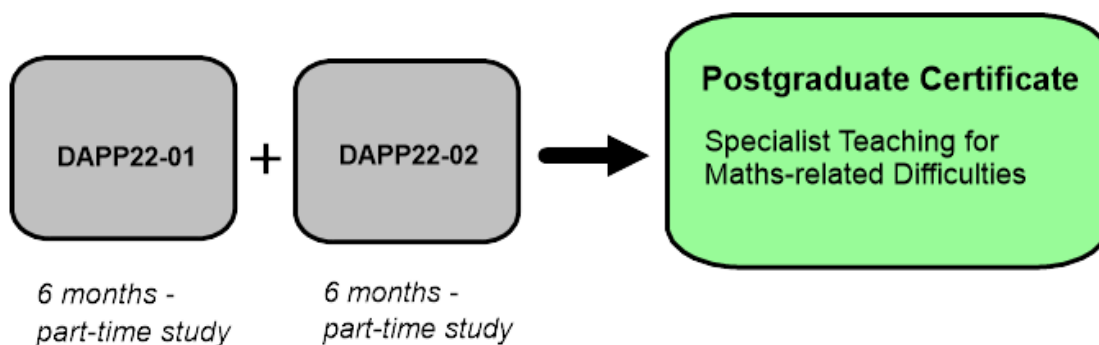 DAPP22-01
+
DAPP22-02
Postgraduate Certificate
Specialist Teaching for
Maths-related Difficulties
6 months -
part-time study
6 months -
part-time study